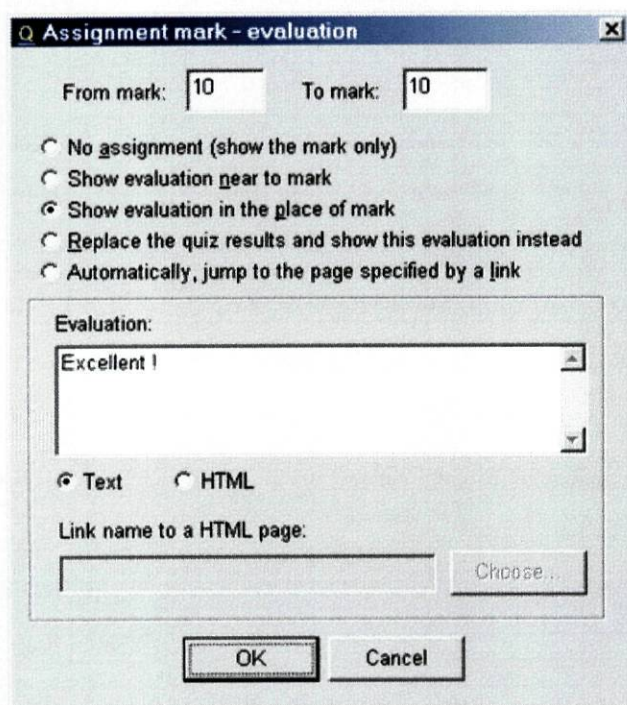 Q Assignment mark - evaluation
From mark: 10 To mark: 10
No assignment (show the mark only)
Show evaluation near to mark
Show evaluation in the place of mark
Replace the quiz results and show this evaluation instead
Automatically, jump to the page specified by a link
Evaluation:
Excellent !
Text HTML
Link name to a HTML page:
Choose...
OK Cancel